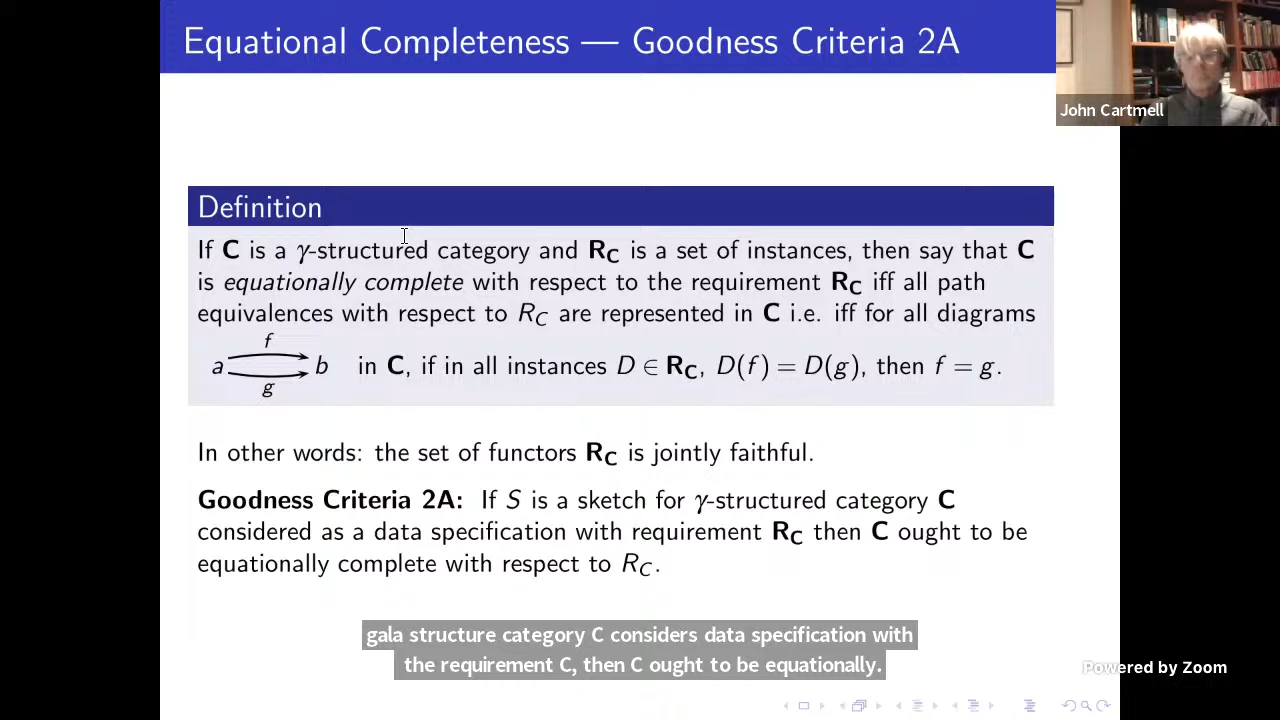 Equational Completeness — Goodness Criteria 2A
John Cartmell
Definition
If C is a γ-structured category and R_C is a set of instances, then say that C
is equationally complete with respect to the requirement R_C iff all path
equivalences with respect to R_C are represented in C i.e. iff for all diagrams
f
a b in C, if in all instances D ∈ R_C, D(f) = D(g), then f = g.
g
In other words: the set of functors R_C is jointly faithful.
Goodness Criteria 2A: If S is a sketch for γ-structured category C
considered as a data specification with requirement R_C then C ought to be
equationally complete with respect to R_C.
gala structure category C considers data specification with
the requirement C, then C ought to be equationally.
Powered by Zoom